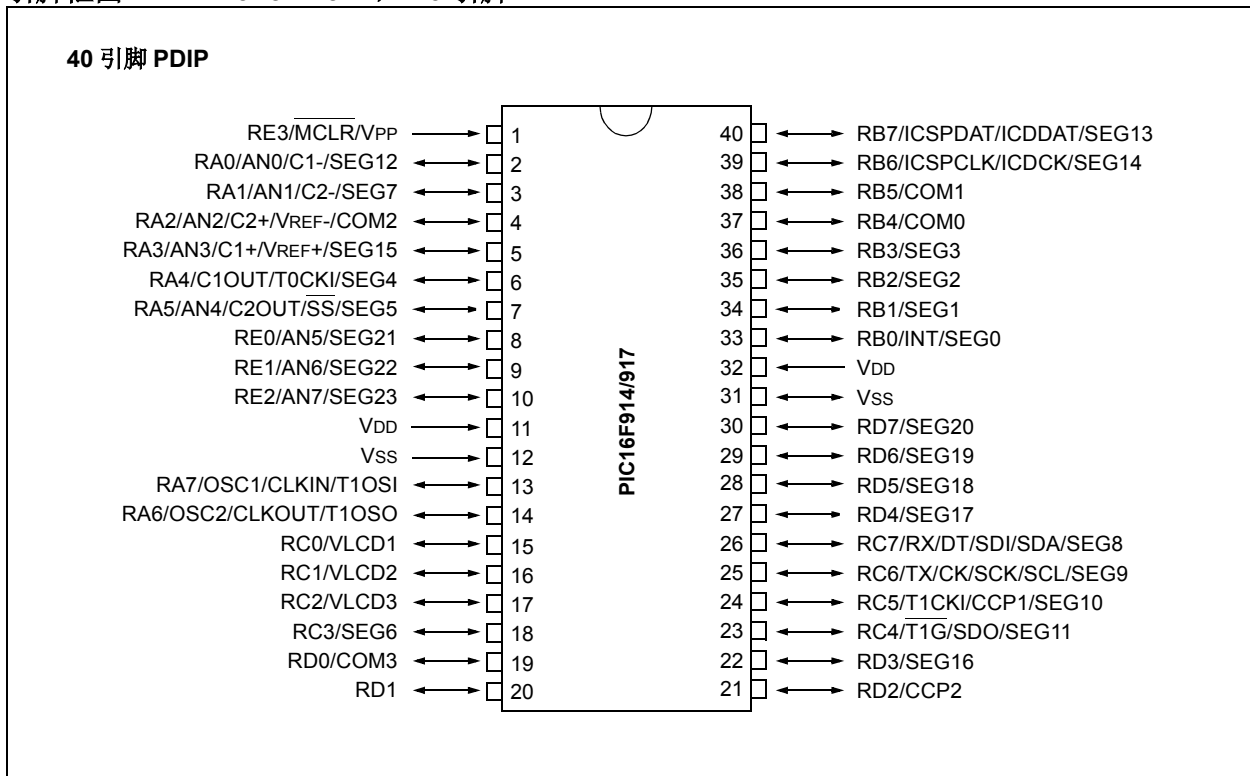 40 引脚 PDIP
RE3/MCLR/VPP 1
RA0/AN0/C1-/SEG12 2
RA1/AN1/C2-/SEG7 3
RA2/AN2/C2+/VREF-/COM2 4
RA3/AN3/C1+/VREF+/SEG15 5
RA4/C1OUT/T0CKI/SEG4 6
RA5/AN4/C2OUT/SS/SEG5 7
RE0/AN5/SEG21 8
RE1/AN6/SEG22 9
RE2/AN7/SEG23 10
VDD 11
VSS 12
RA7/OSC1/CLKIN/T1OSI 13
RA6/OSC2/CLKOUT/T1OSO 14
RC0/VLCD1 15
RC1/VLCD2 16
RC2/VLCD3 17
RC3/SEG6 18
RD0/COM3 19
RD1 20
PIC16F914/917
40 RB7/ICSPDAT/ICDDAT/SEG13
39 RB6/ICSPCLK/ICDCK/SEG14
38 RB5/COM1
37 RB4/COM0
36 RB3/SEG3
35 RB2/SEG2
34 RB1/SEG1
33 RB0/INT/SEG0
32 VDD
31 VSS
30 RD7/SEG20
29 RD6/SEG19
28 RD5/SEG18
27 RD4/SEG17
26 RC7/RX/DT/SDI/SDA/SEG8
25 RC6/TX/CK/SCK/SCL/SEG9
24 RC5/T1CKI/CCP1/SEG10
23 RC4/T1G/SDO/SEG11
22 RD3/SEG16
21 RD2/CCP2